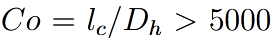 Co = l_c/D_h > 5000